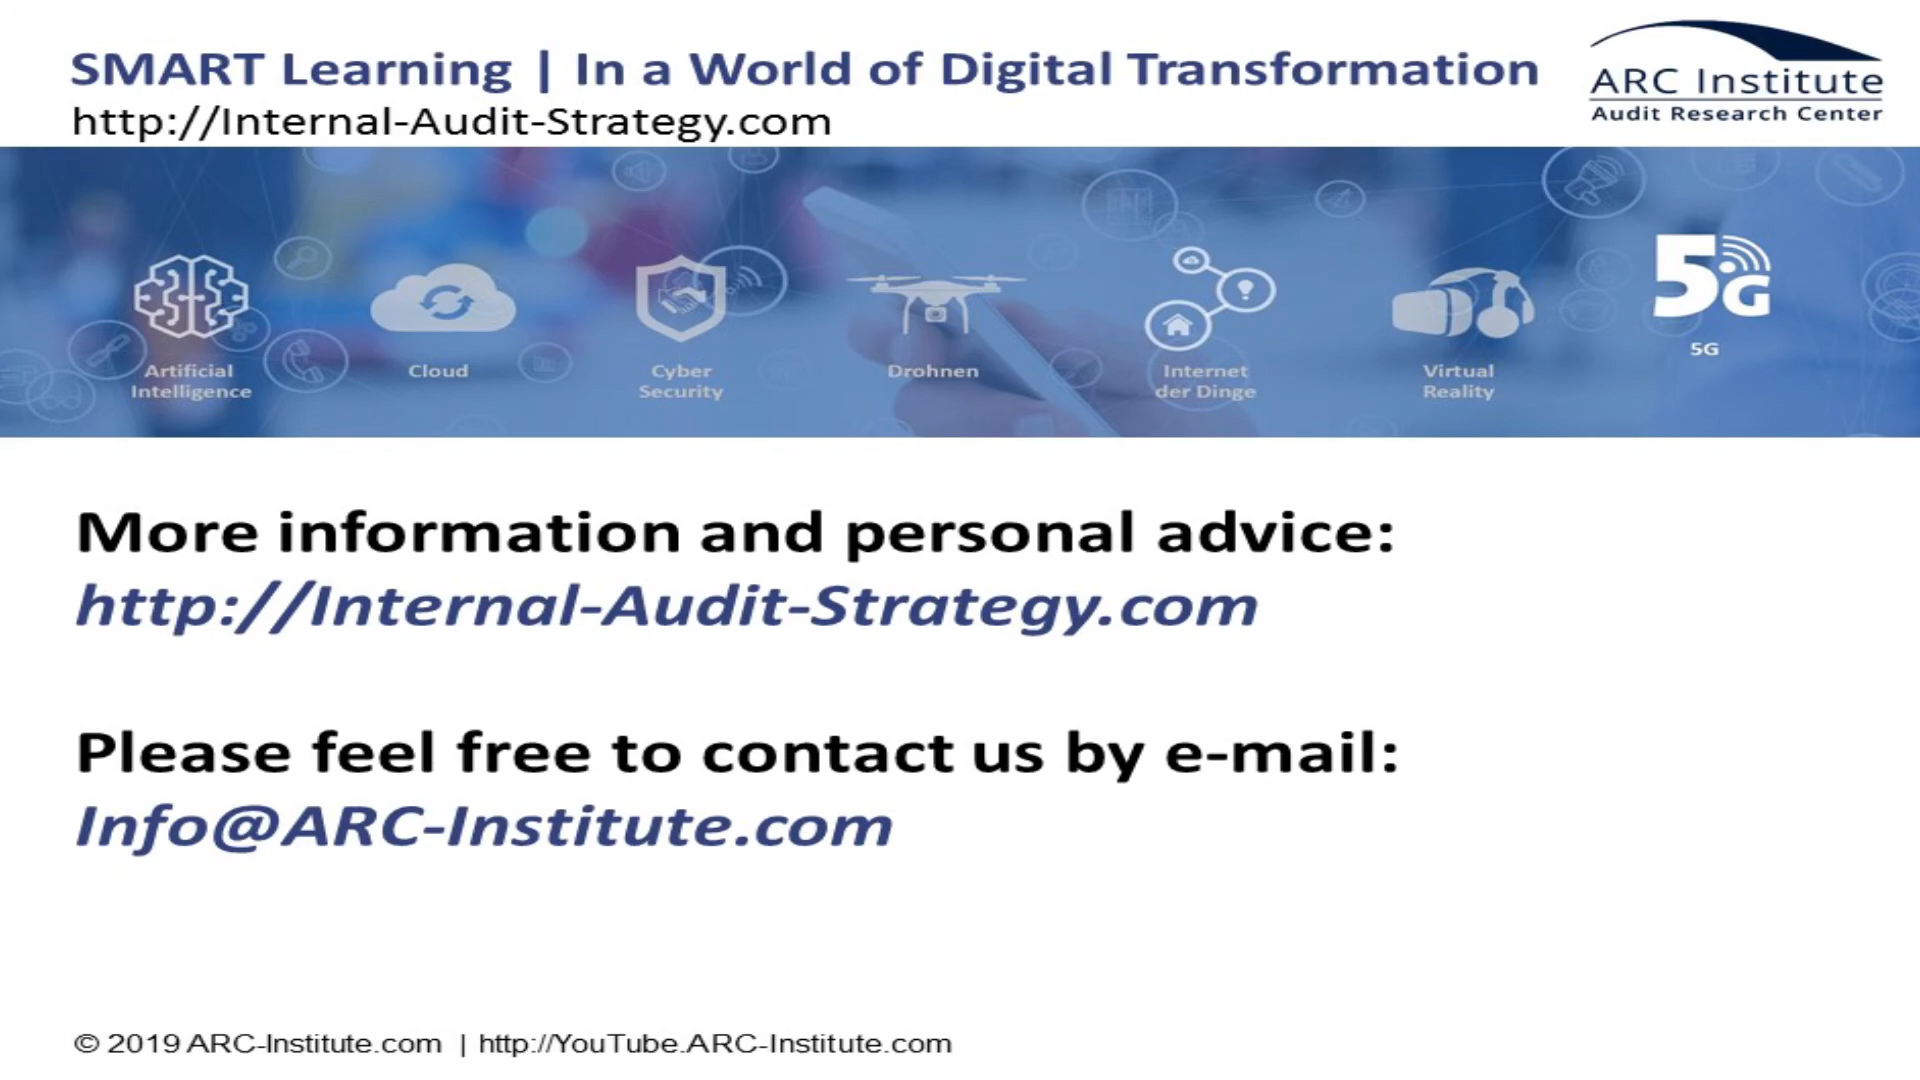 SMART Learning | In a World of Digital Transformation
http://Internal-Audit-Strategy.com
ARC Institute
Audit Research Center
Artificial
Intelligence
Cloud
Cyber
Security
Drohnen
Internet
der Dinge
Virtual
Reality
5G
5G
More information and personal advice:
http://Internal-Audit-Strategy.com
Please feel free to contact us by e-mail:
Info@ARC-Institute.com
© 2019 ARC-Institute.com | http://YouTube.ARC-Institute.com